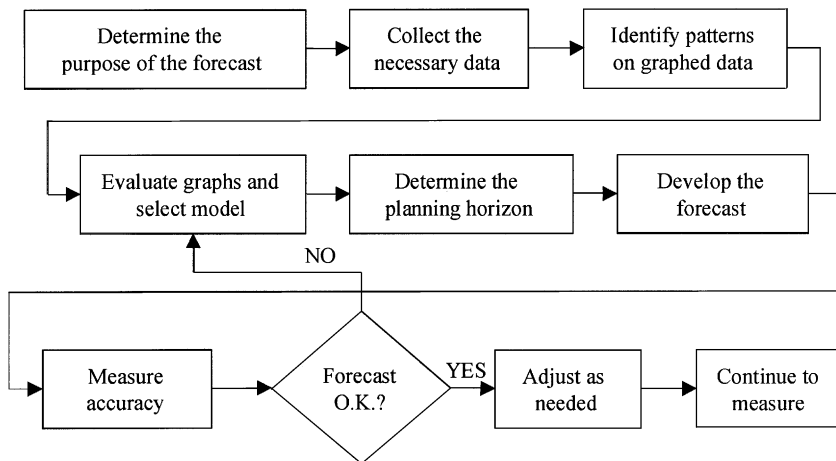 Determine the
purpose of the forecast
Collect the
necessary data
Identify patterns
on graphed data
Evaluate graphs and
select model
Determine the
planning horizon
Develop the
forecast
NO
Measure
accuracy
Forecast
O.K.?
YES
Adjust as
needed
Continue to
measure